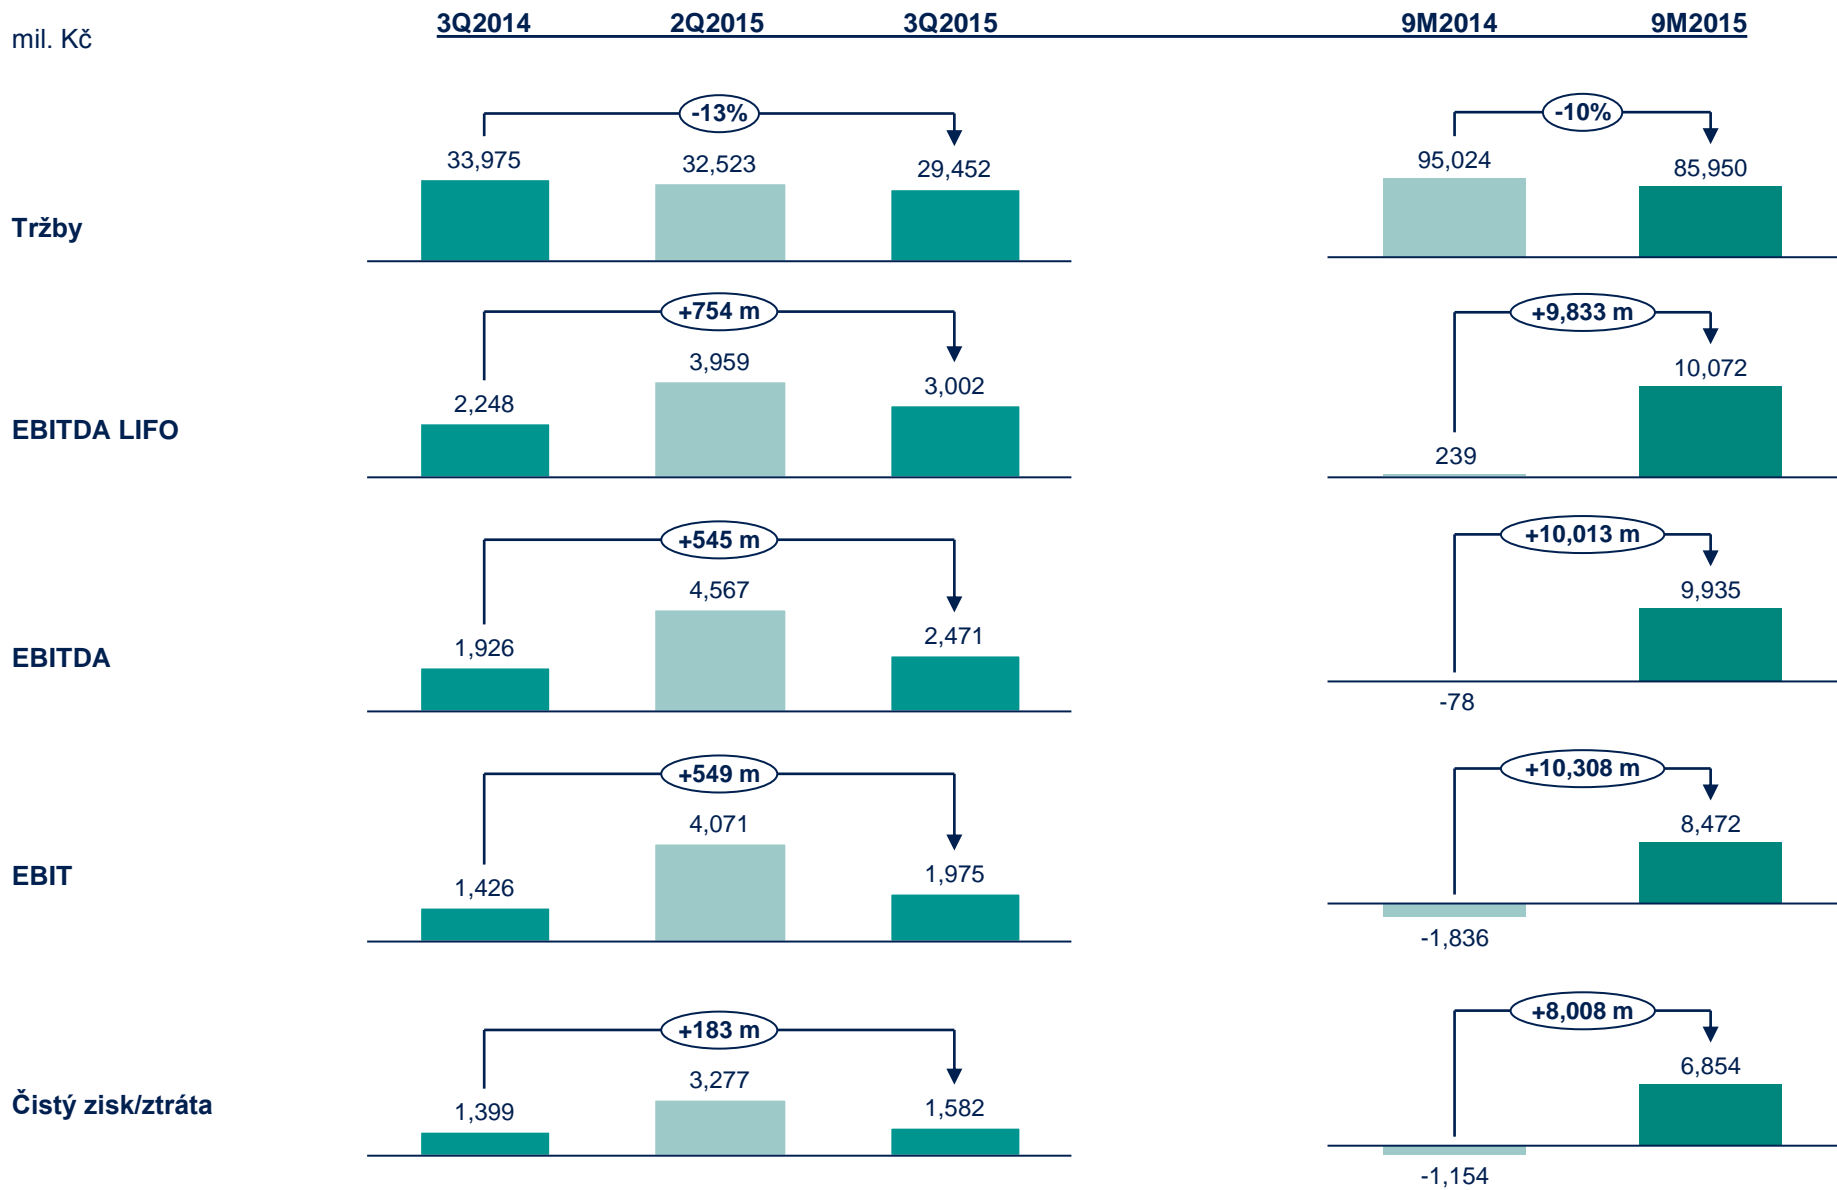 mil. Kč
3Q2014 2Q2015 3Q2015 9M2014 9M2015
-13% -10%
33,975 32,523 29,452 95,024 85,950
Tržby
+754 m +9,833 m
2,248 3,959 3,002 239 10,072
EBITDA LIFO
+545 m +10,013 m
1,926 4,567 2,471 -78 9,935
EBITDA
+549 m +10,308 m
1,426 4,071 1,975 -1,836 8,472
EBIT
+183 m +8,008 m
1,399 3,277 1,582 -1,154 6,854
Čistý zisk/ztráta